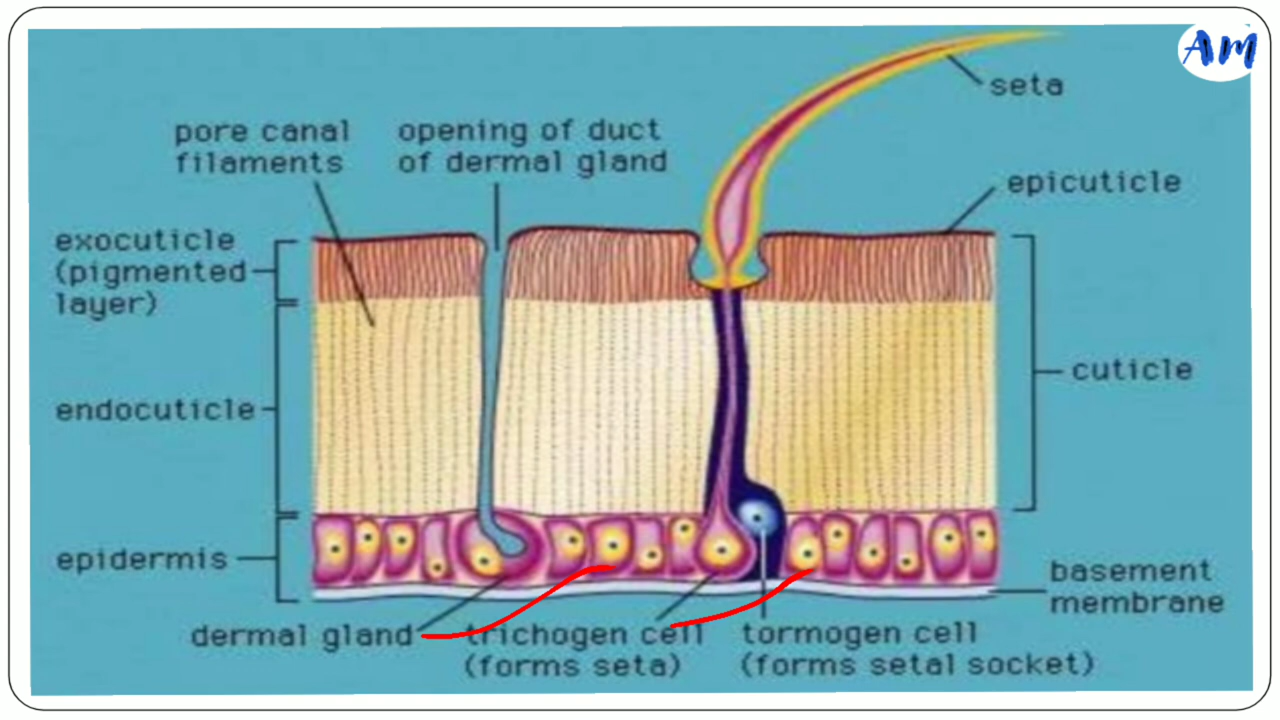 AM
seta
pore canal
filaments
opening of duct
of dermal gland
epicuticle
exocuticle
(pigmented
layer)
cuticle
endocuticle
epidermis
basement
membrane
dermal gland
trichogen cell
(forms seta)
tormogen cell
(forms setal socket)